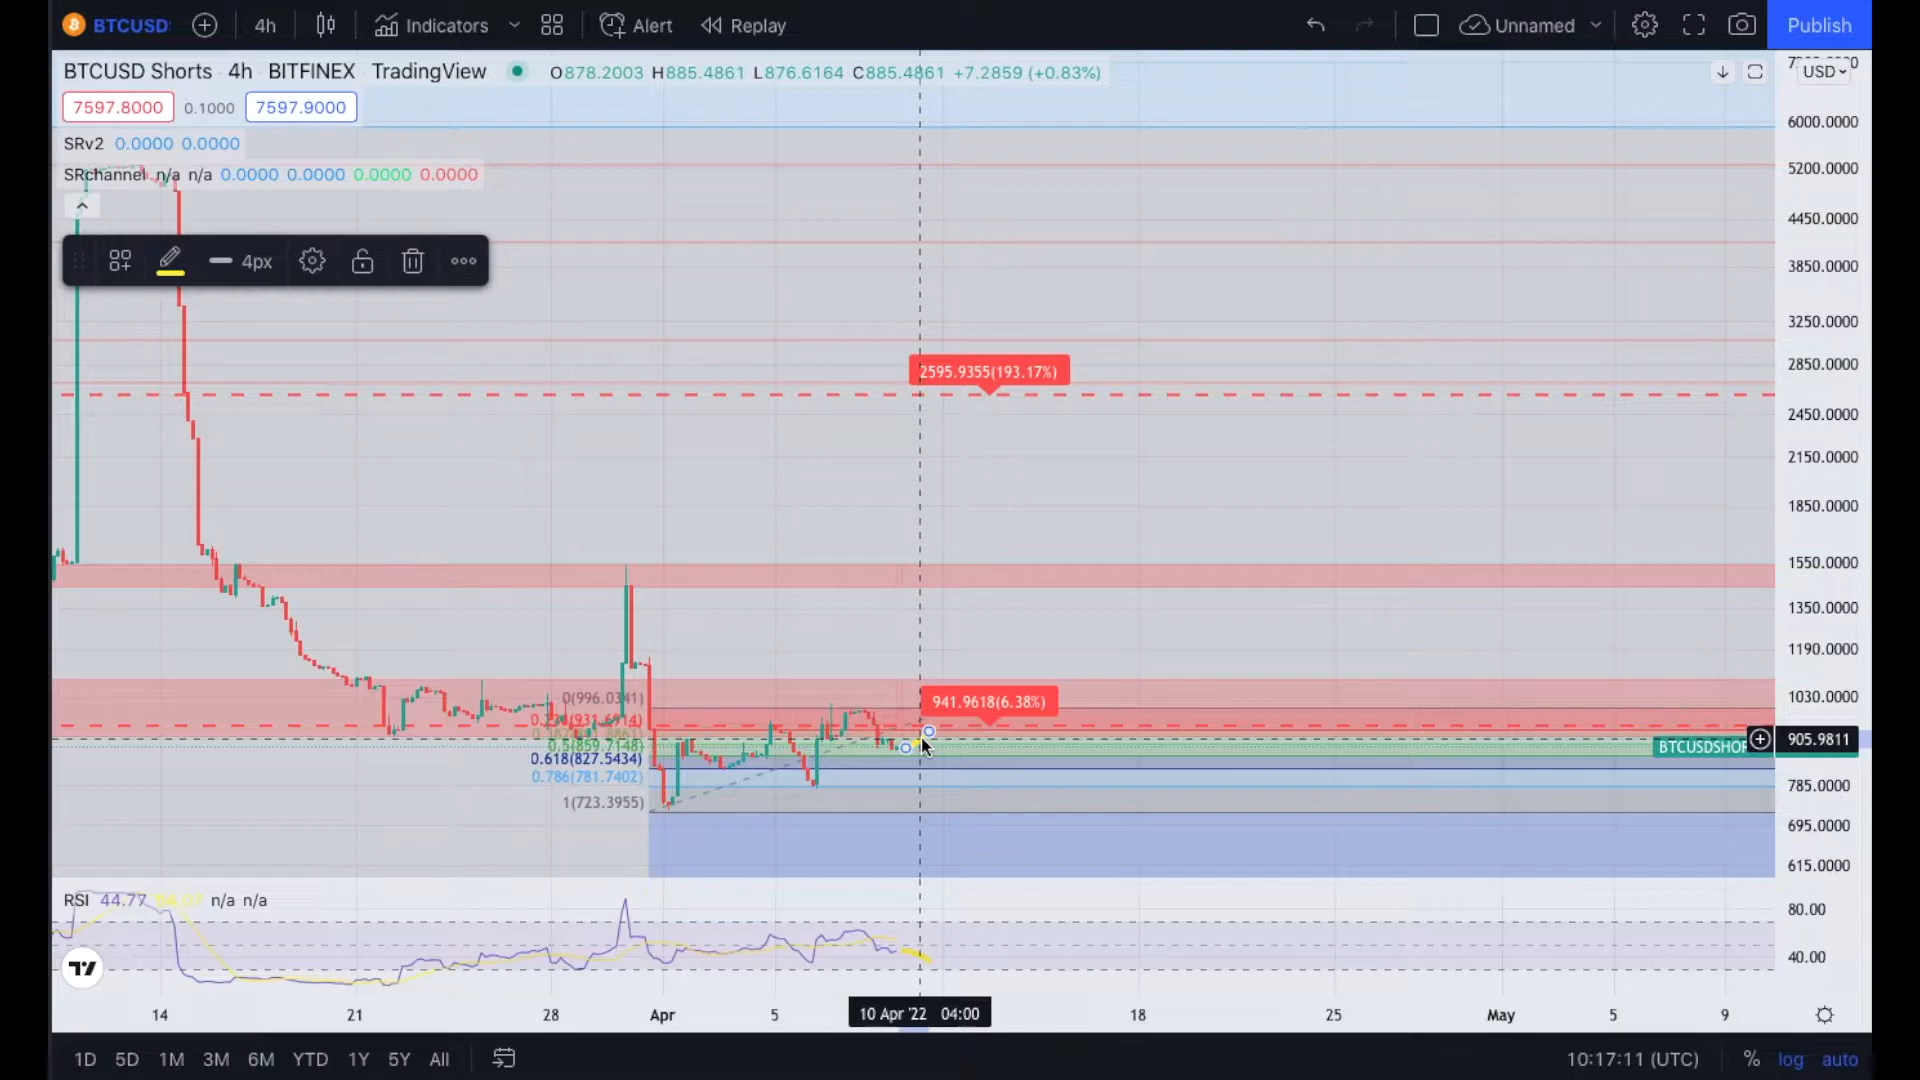 BTCUSD 4h Indicators Alert Replay Unnamed Publish
BTCUSD Shorts · 4h · BITFINEX TradingView O878.2003 H885.4861 L876.6164 C885.4861 +7.2859 (+0.83%)
USD
7597.8000 0.1000 7597.9000
SRv2 0.0000 0.0000
SRchannel n/a n/a 0.0000 0.0000 0.0000 0.0000
4px
6000.0000
5200.0000
4450.0000
3850.0000
3250.0000
2850.0000
2450.0000
2150.0000
1850.0000
1550.0000
1350.0000
1190.0000
1030.0000
905.9811
785.0000
695.0000
615.0000
2595.9355(193.17%)
941.9618(6.38%)
0(996.0341)
0.5(859.7148)
0.618(827.5434)
0.786(781.7402)
1(723.3955)
RSI 44.77 n/a n/a
80.00
40.00
14 21 28 Apr 5 10 Apr '22 04:00 18 25 May 5 9
1D 5D 1M 3M 6M YTD 1Y 5Y All 10:17:11 (UTC) % log auto